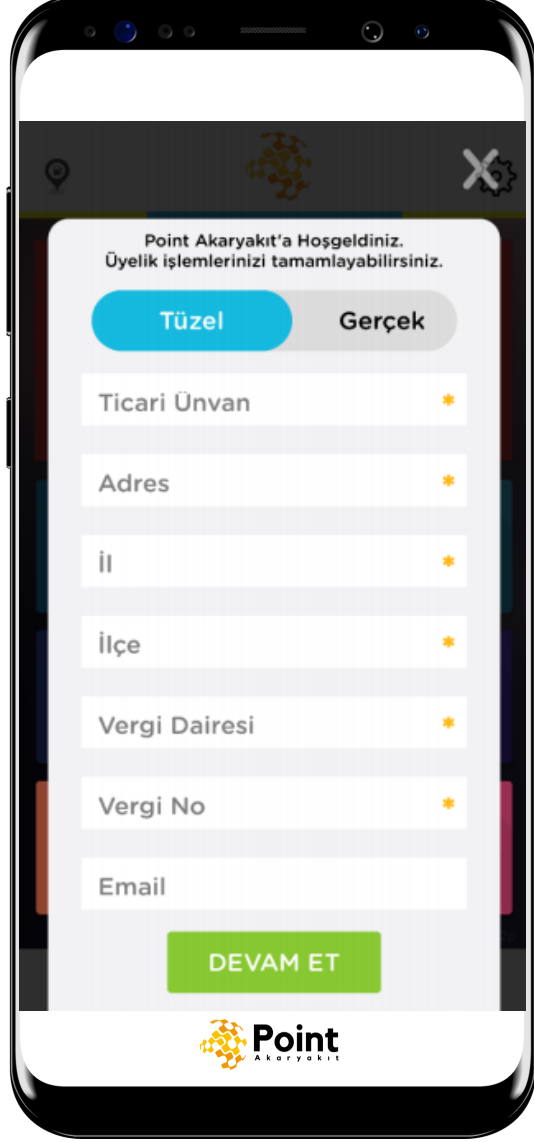 Point Akaryakıt'a Hoşgeldiniz.
Üyelik işlemlerinizi tamamlayabilirsiniz.
Tüzel
Gerçek
Ticari Ünvan *
Adres *
İl *
İlçe *
Vergi Dairesi *
Vergi No *
Email
DEVAM ET
Point
Akaryakıt